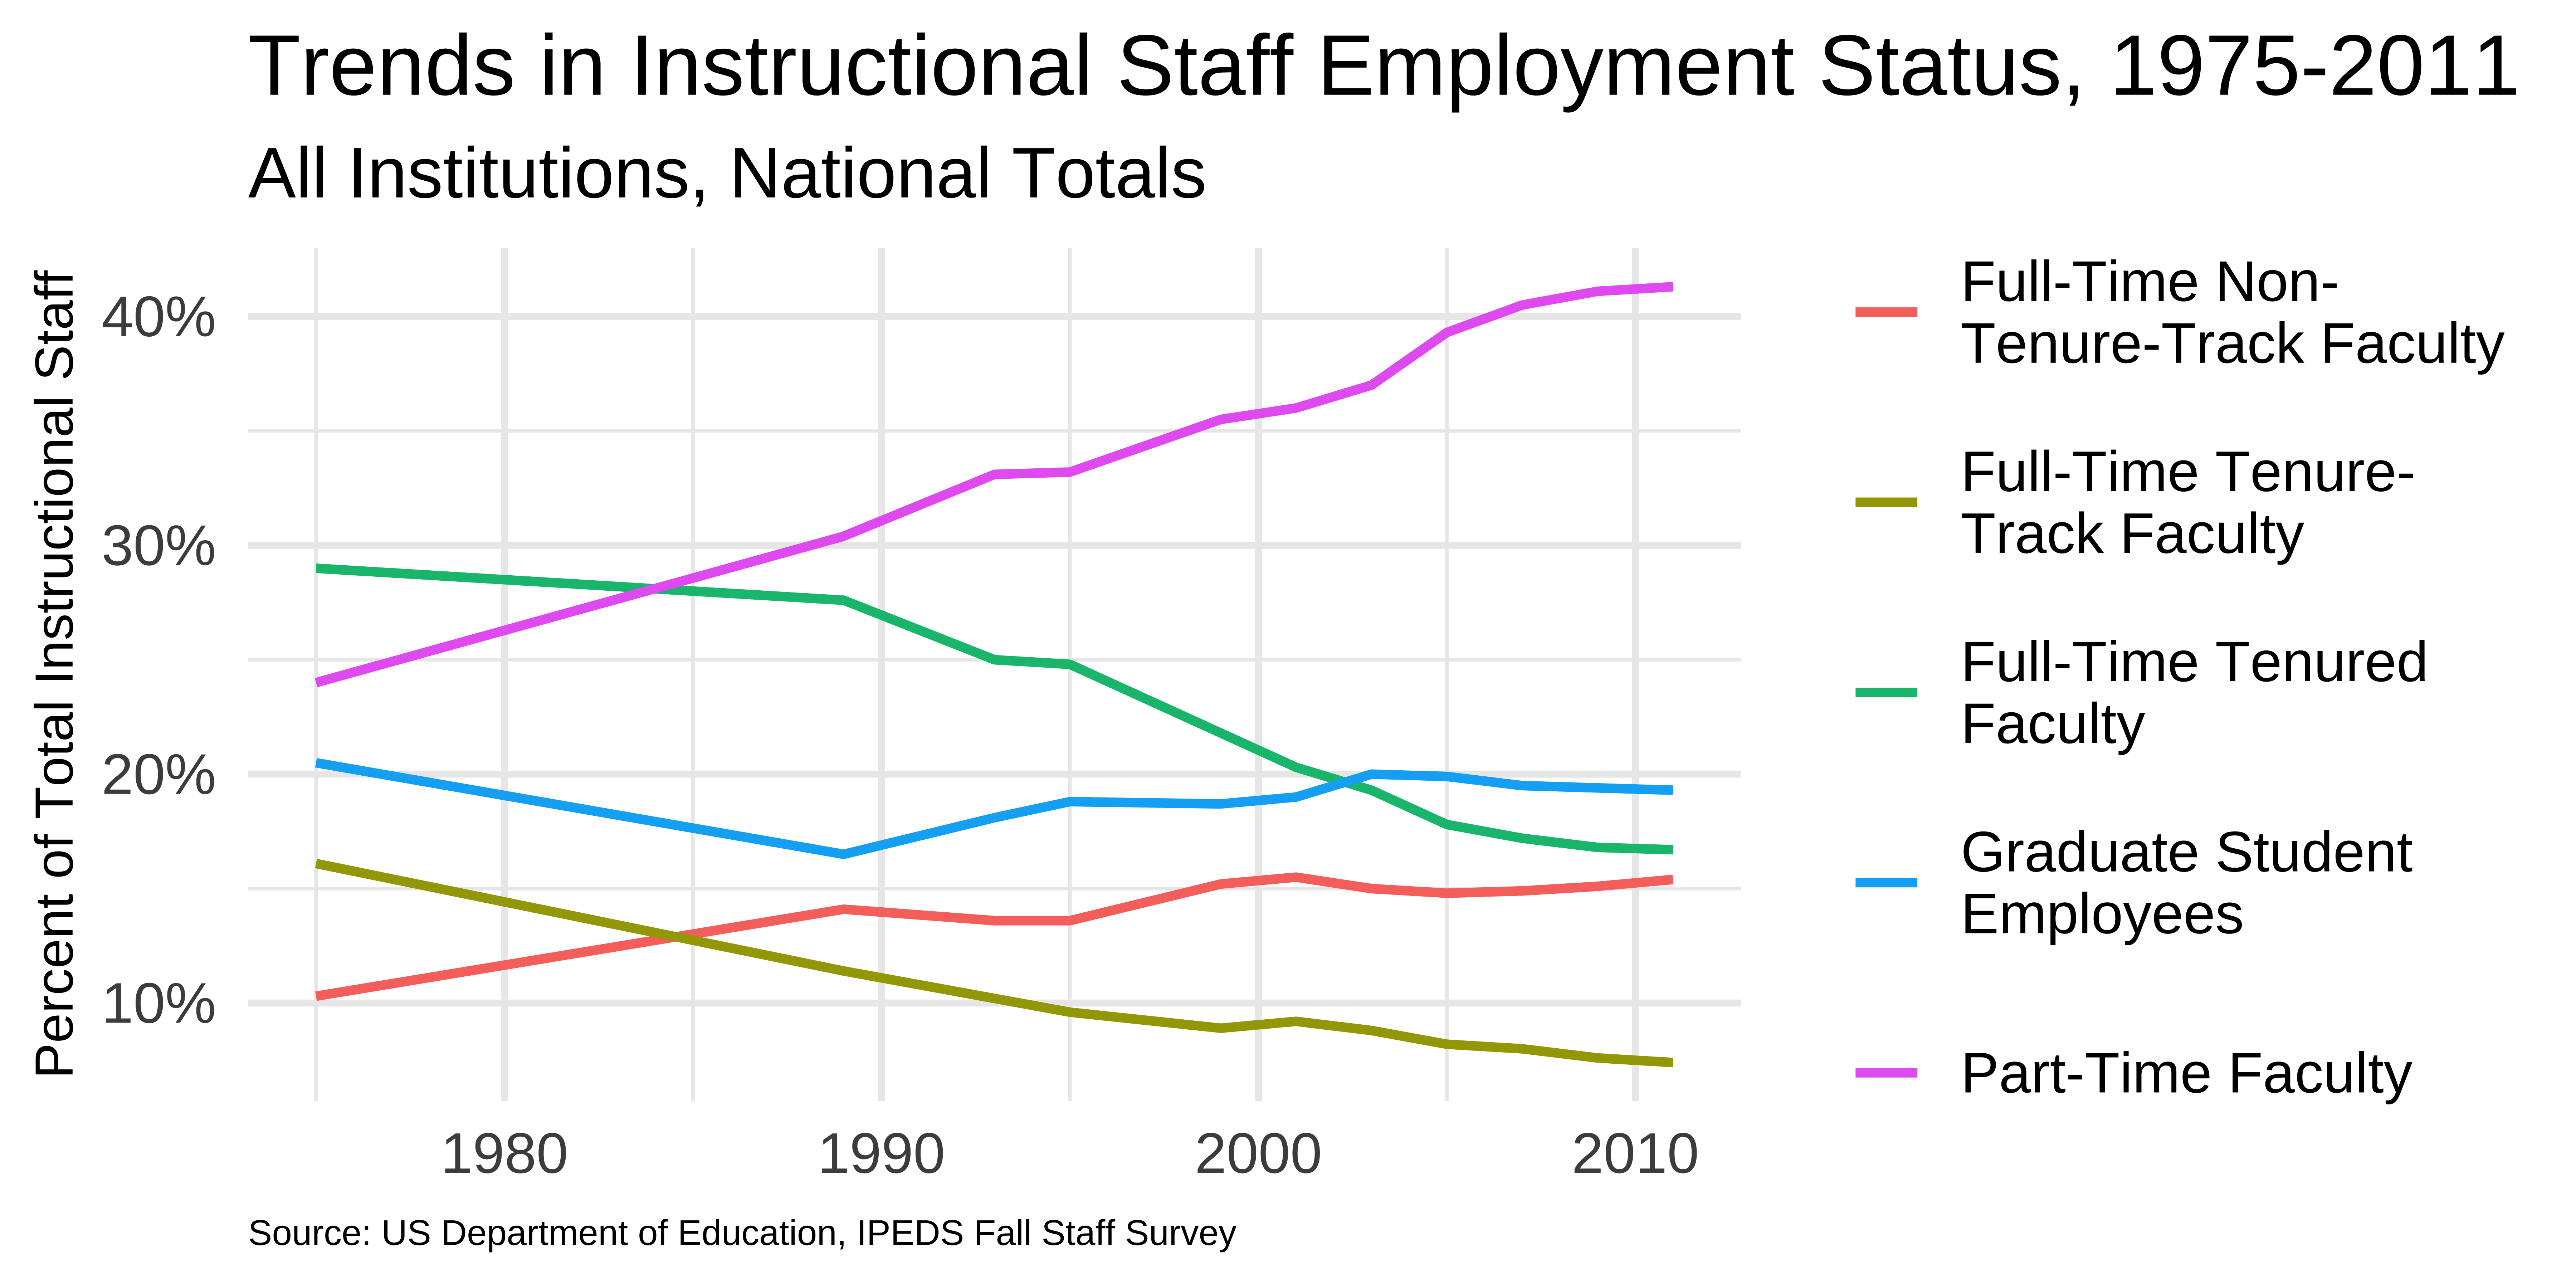 Trends in Instructional Staff Employment Status, 1975-2011
All Institutions, National Totals
Percent of Total Instructional Staff
40%
30%
20%
10%
1980
1990
2000
2010
Full-Time Non-
Tenure-Track Faculty
Full-Time Tenure-
Track Faculty
Full-Time Tenured
Faculty
Graduate Student
Employees
Part-Time Faculty
Source: US Department of Education, IPEDS Fall Staff Survey